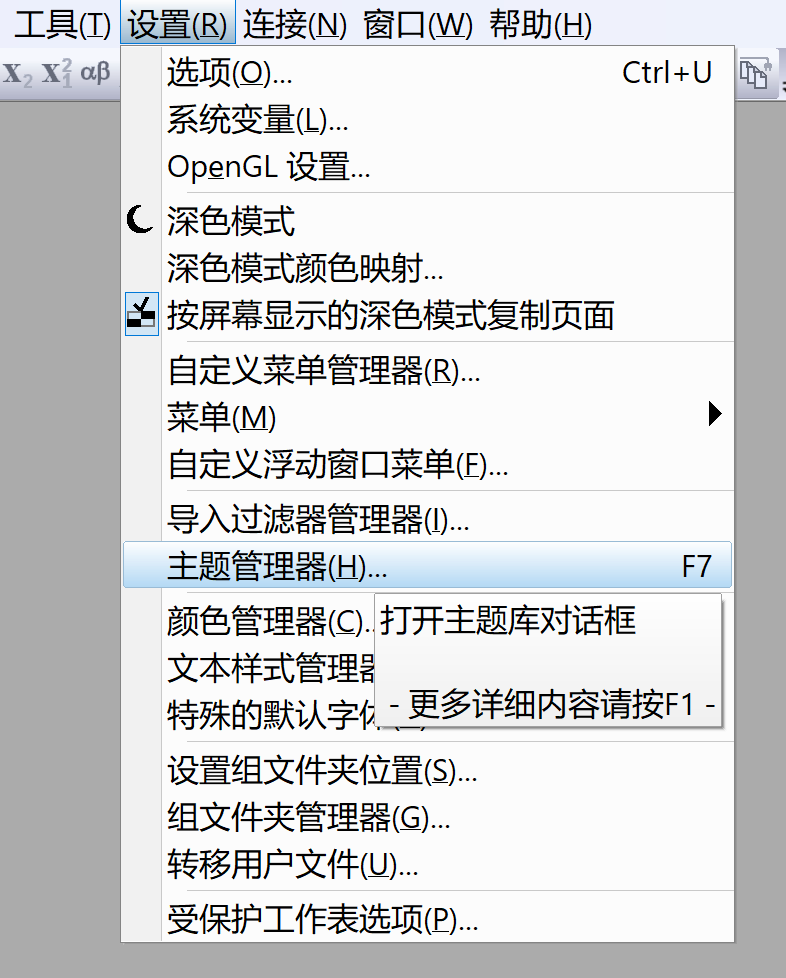 工具(T) 设置(R) 连接(N) 窗口(W) 帮助(H)
X₂ X²₁ αβ
选项(O)... Ctrl+U
系统变量(L)...
OpenGL 设置...
深色模式
深色模式颜色映射...
按屏幕显示的深色模式复制页面
自定义菜单管理器(R)...
菜单(M)
自定义浮动窗口菜单(F)...
导入过滤器管理器(I)...
主题管理器(H)... F7
颜色管理器(C)..
打开主题库对话框
文本样式管理器
特殊的默认字体
- 更多详细内容请按F1 -
设置组文件夹位置(S)...
组文件夹管理器(G)...
转移用户文件(U)...
受保护工作表选项(P)...